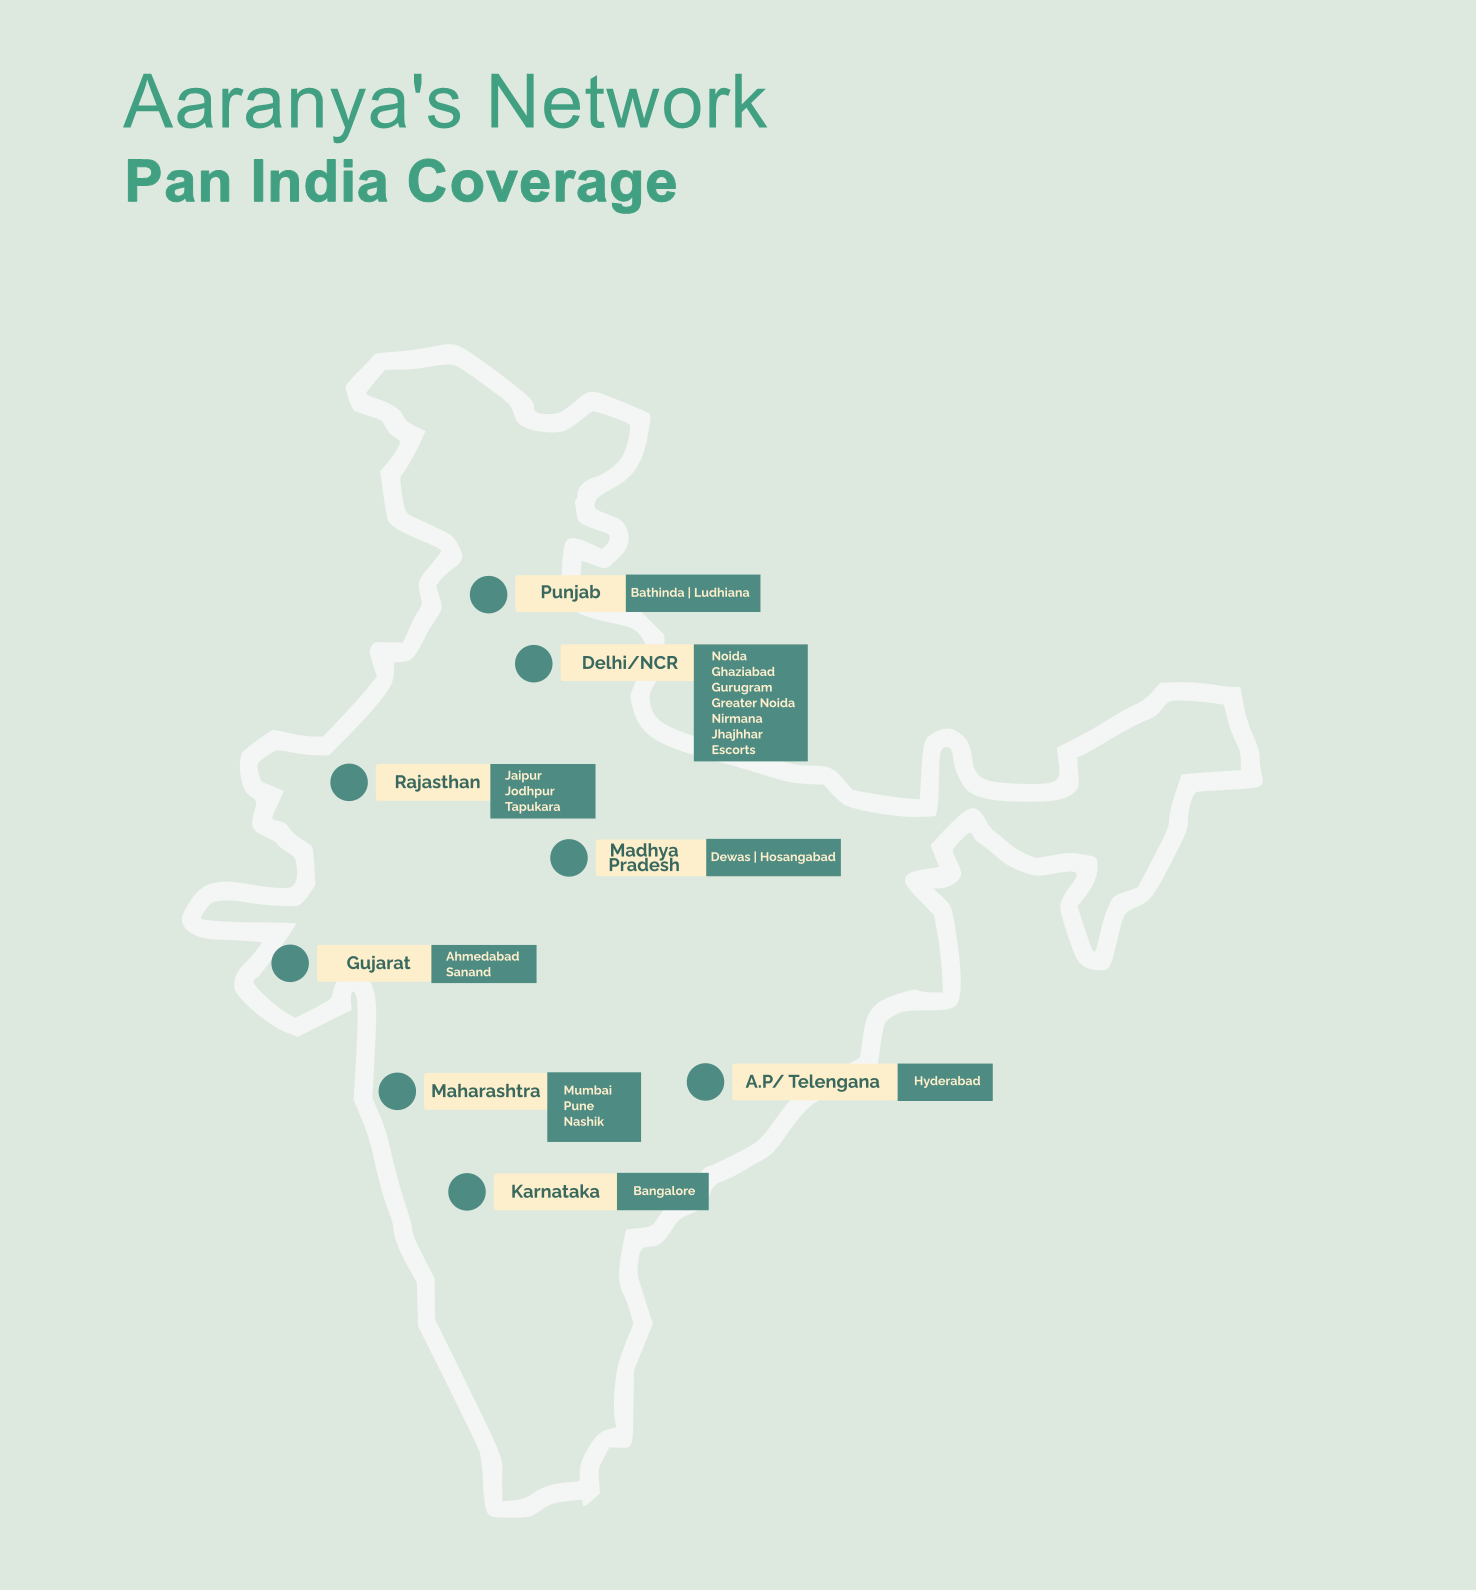 Aaranya's Network
Pan India Coverage
Punjab
Bathinda | Ludhiana
Delhi/NCR
Noida
Ghaziabad
Gurugram
Greater Noida
Nirmana
Jhajhhar
Escorts
Rajasthan
Jaipur
Jodhpur
Tapukara
Madhya
Pradesh
Dewas | Hosangabad
Gujarat
Ahmedabad
Sanand
Maharashtra
Mumbai
Pune
Nashik
A.P/ Telengana
Hyderabad
Karnataka
Bangalore